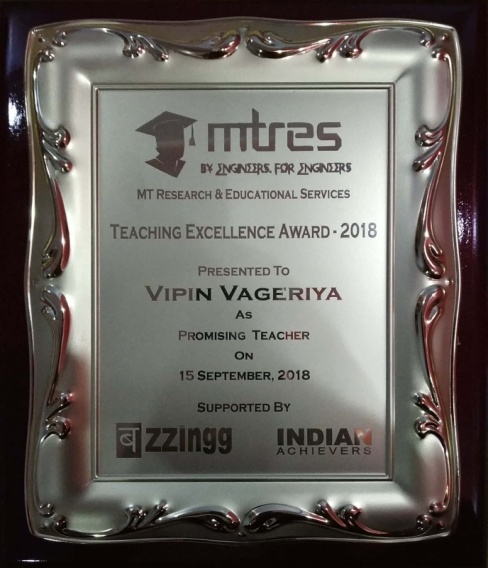 mtres
BY ENGINEERS, FOR ENGINEERS
MT RESEARCH & EDUCATIONAL SERVICES
TEACHING EXCELLENCE AWARD - 2018
PRESENTED TO
VIPIN VAGERIYA
AS
PROMISING TEACHER
ON
15 SEPTEMBER, 2018
SUPPORTED BY
zzingg INDIAN
ACHIEVERS